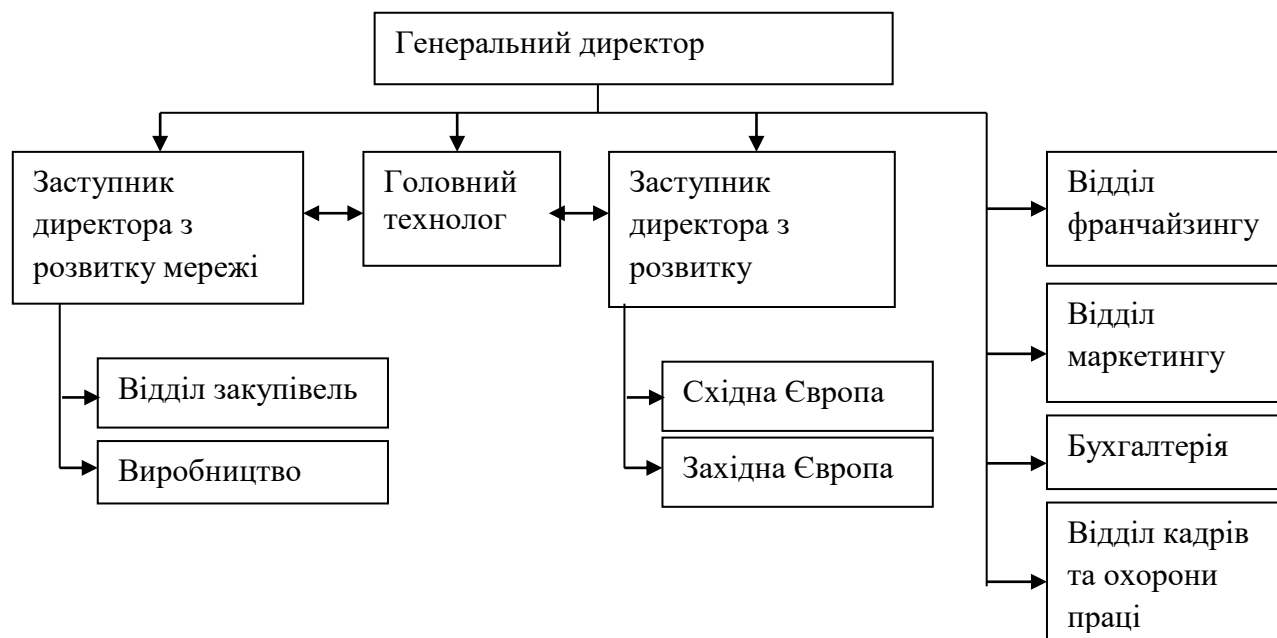 Генеральний директор
Заступник
директора з
розвитку мережі
Головний
технолог
Заступник
директора з
розвитку
Відділ
франчайзингу
Відділ
маркетингу
Відділ закупівель
Виробництво
Східна Європа
Західна Європа
Бухгалтерія
Відділ кадрів
та охорони
праці